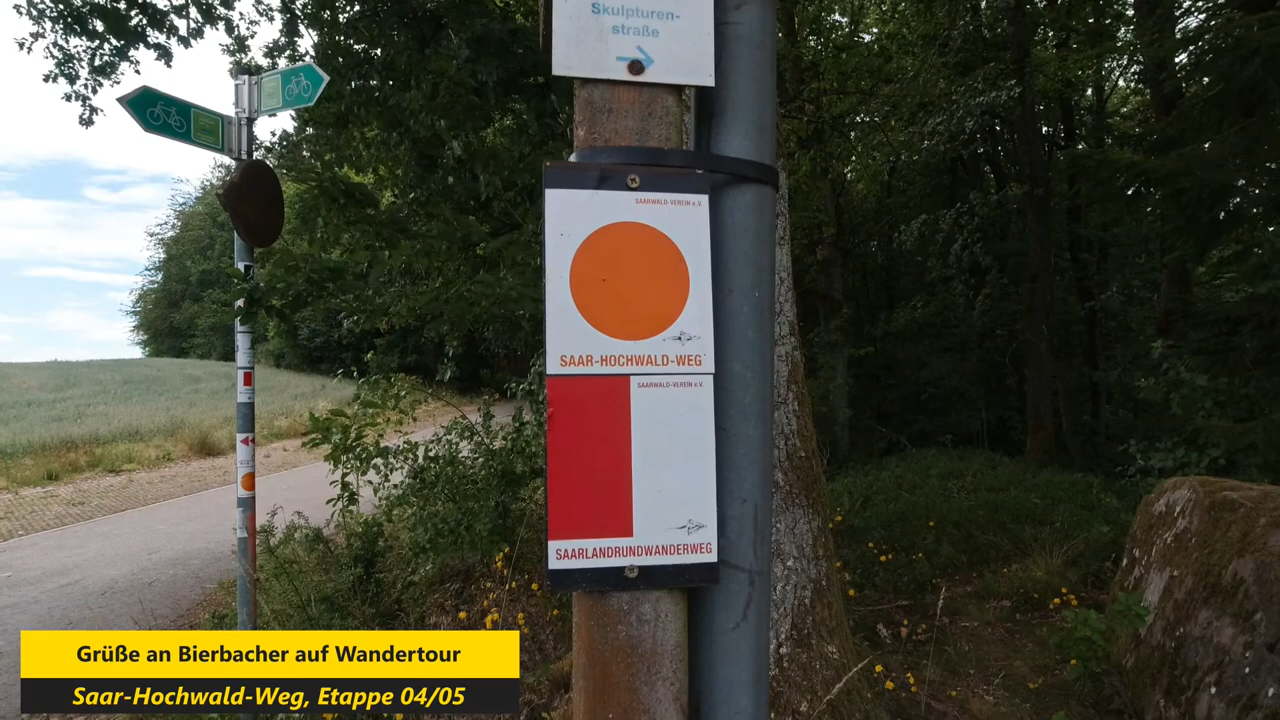 Skulpturen-
straße
SAARWALD-VEREIN e.V.
SAAR-HOCHWALD-WEG
SAARWALD-VEREIN e.V.
SAARLANDRUNDWANDERWEG
Grüße an Bierbacher auf Wandertour
Saar-Hochwald-Weg, Etappe 04/05